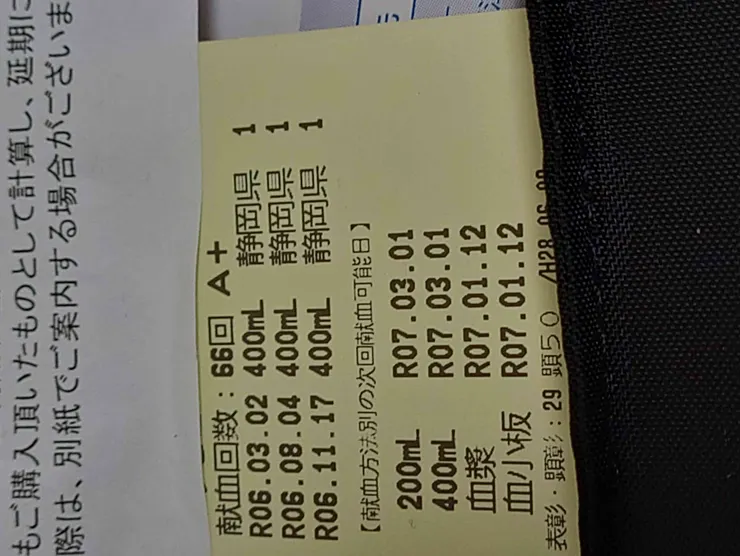 もご購入頂いたものとして計算し、延期に
際は、別紙でご案内する場合がございま
献血回数：66回 A+
R06.03.02 400mL 静岡県 1
R06.08.04 400mL 静岡県 1
R06.11.17 400mL 静岡県 1
【献血方法別の次回献血可能日】
200mL R07.03.01
400mL R07.03.01
血漿 R07.01.12
血小板 R07.01.12
表彰・顕彰：29 顕50 /H28.06.08